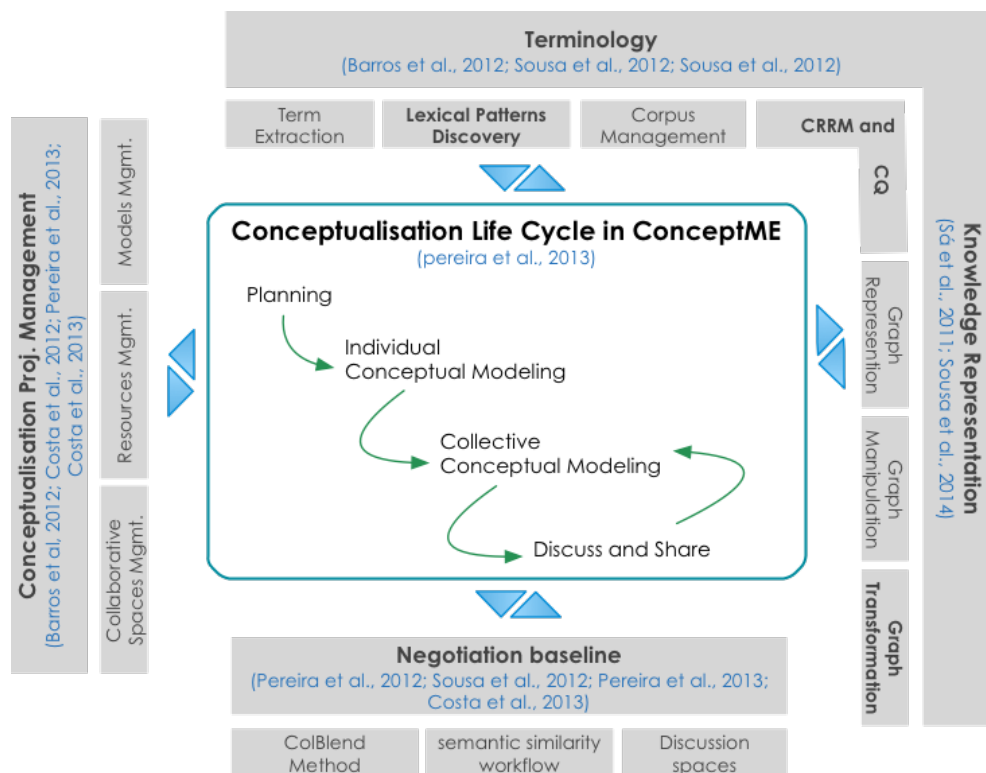 Terminology
(Barros et al., 2012; Sousa et al., 2012; Sousa et al., 2012)
Term
Extraction
Lexical Patterns
Discovery
Corpus
Management
CRRM and
CQ
Conceptualisation Proj. Management
(Barros et al, 2012; Costa et al., 2012; Pereira et al., 2013;
Costa et al., 2013)
Models Mgmt.
Resources Mgmt.
Collaborative
Spaces Mgmt.
Conceptualisation Life Cycle in ConceptME
(pereira et al., 2013)
Planning
Individual
Conceptual Modeling
Collective
Conceptual Modeling
Discuss and Share
Graph
Represention
Graph
Manipulation
Graph
Transformation
Knowledge Representation
(Sá et al., 2011; Sousa et al., 2014)
Negotiation baseline
(Pereira et al., 2012; Sousa et al., 2012; Pereira et al., 2013;
Costa et al., 2013)
ColBlend
Method
semantic similarity
workflow
Discussion
spaces